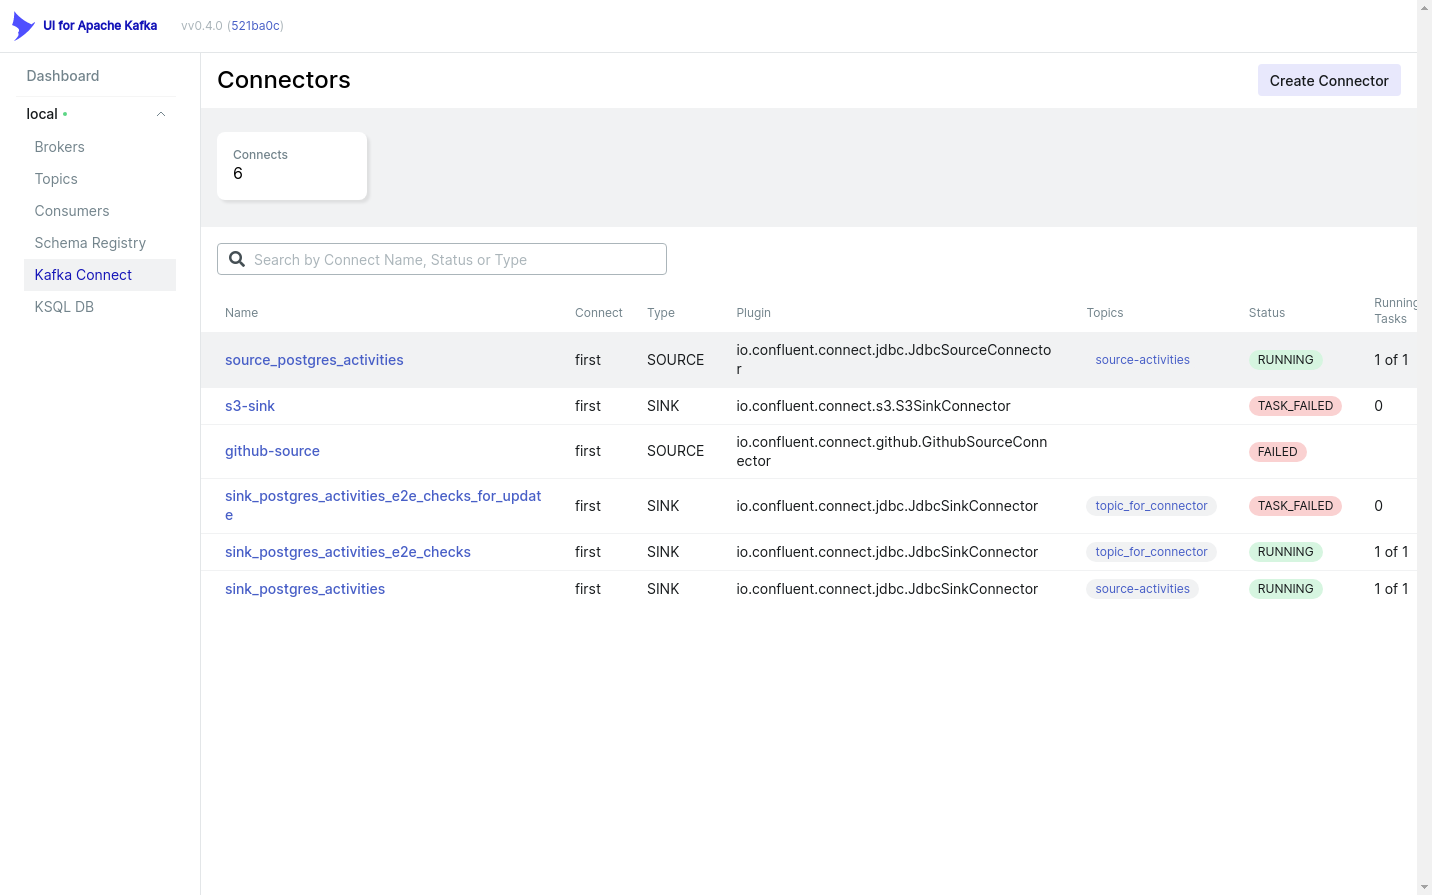 UI for Apache Kafka vv0.4.0 (521ba0c)
Dashboard
local
Brokers
Topics
Consumers
Schema Registry
Kafka Connect
KSQL DB
Connectors
Create Connector
Connects
6
Search by Connect Name, Status or Type
Name Connect Type Plugin Topics Status Running
Tasks
source_postgres_activities first SOURCE io.confluent.connect.jdbc.JdbcSourceConnecto
r source-activities RUNNING 1 of 1
s3-sink first SINK io.confluent.connect.s3.S3SinkConnector TASK_FAILED 0
github-source first SOURCE io.confluent.connect.github.GithubSourceConn
ector FAILED
sink_postgres_activities_e2e_checks_for_updat
e first SINK io.confluent.connect.jdbc.JdbcSinkConnector topic_for_connector TASK_FAILED 0
sink_postgres_activities_e2e_checks first SINK io.confluent.connect.jdbc.JdbcSinkConnector topic_for_connector RUNNING 1 of 1
sink_postgres_activities first SINK io.confluent.connect.jdbc.JdbcSinkConnector source-activities RUNNING 1 of 1